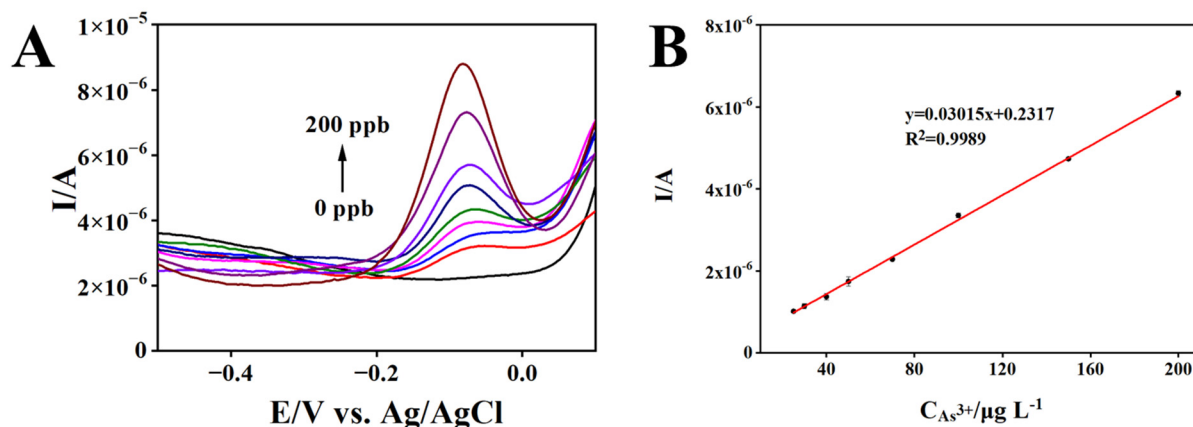 A
1×10⁻⁵
8×10⁻⁶
6×10⁻⁶
4×10⁻⁶
2×10⁻⁶
0
I/A
200 ppb
0 ppb
−0.4
−0.2
0.0
E/V vs. Ag/AgCl
B
8x10⁻⁶
6x10⁻⁶
4x10⁻⁶
2x10⁻⁶
0
I/A
y=0.03015x+0.2317
R²=0.9989
40
80
120
160
200
C_As³⁺/µg L⁻¹